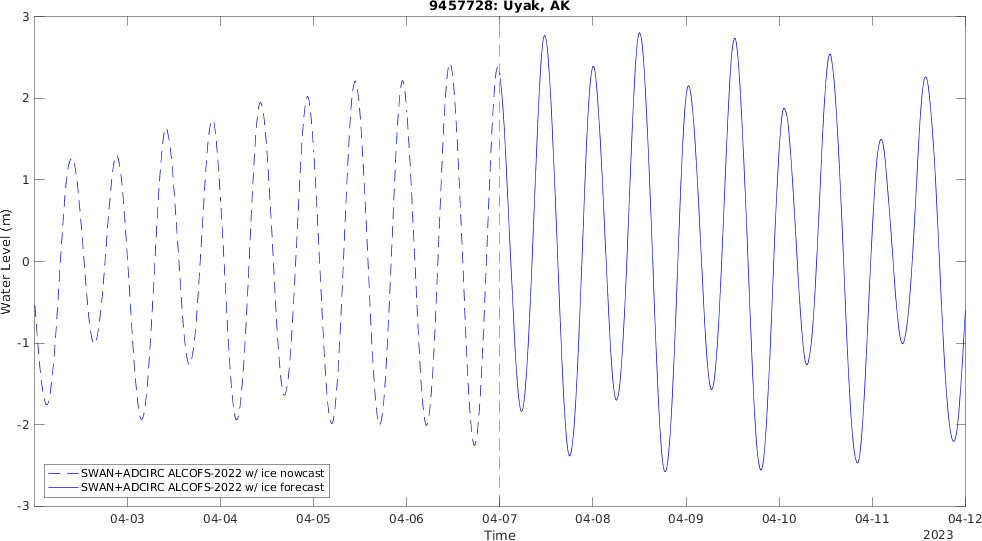 9457728: Uyak, AK
3
2
1
0
-1
-2
-3
Water Level (m)
SWAN+ADCIRC ALCOFS-2022 w/ ice nowcast
SWAN+ADCIRC ALCOFS-2022 w/ ice forecast
04-03 04-04 04-05 04-06 04-07 04-08 04-09 04-10 04-11 04-12
Time
2023